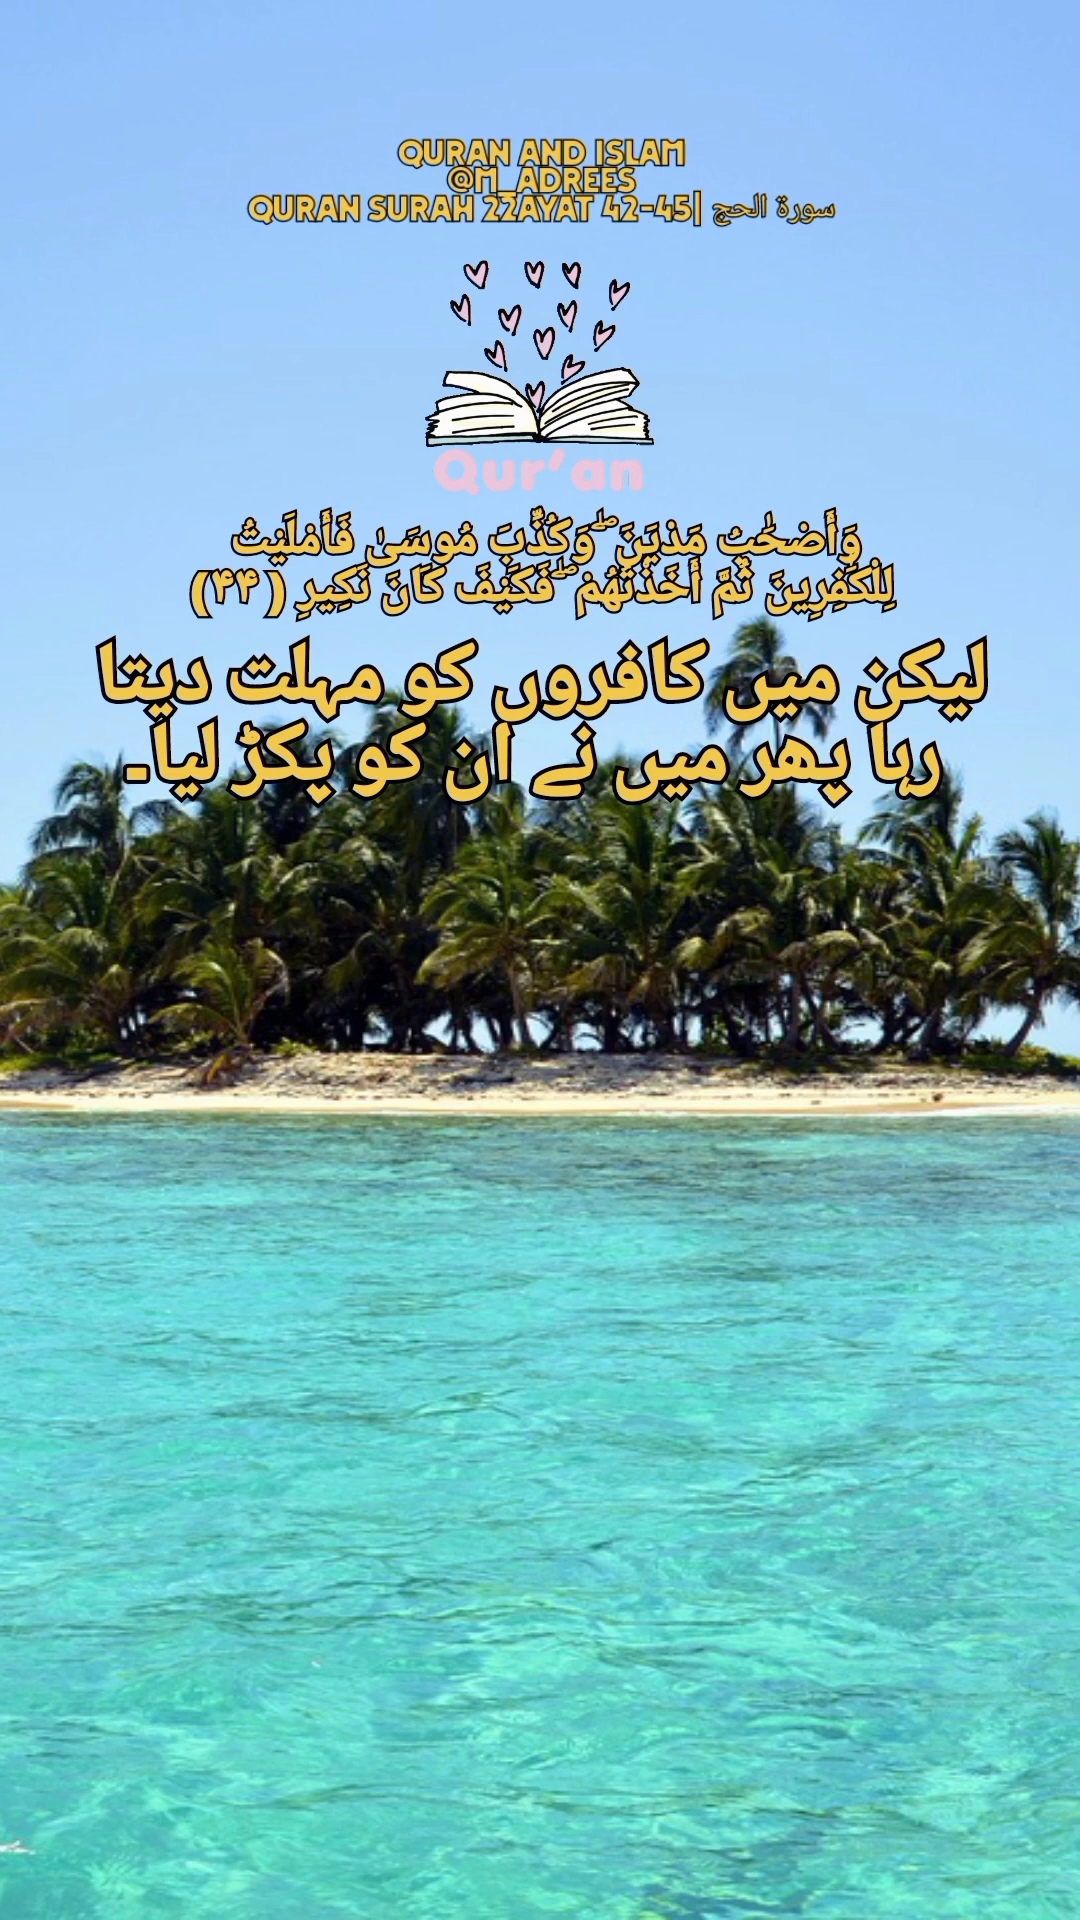 QURAN AND ISLAM
@M_ADREES
QURAN SURAH 22AYAT 42-45| سورة الحج
Qur'an
وَأَصْحَٰبُ مَدْيَنَ ۖ وَكُذِّبَ مُوسَىٰ فَأَمْلَيْتُ
لِلْكَٰفِرِينَ ثُمَّ أَخَذْتُهُمْ ۖ فَكَيْفَ كَانَ نَكِيرِ (۴۴)
لیکن میں کافروں کو مہلت دیتا
رہا پھر میں نے ان کو پکڑ لیا۔